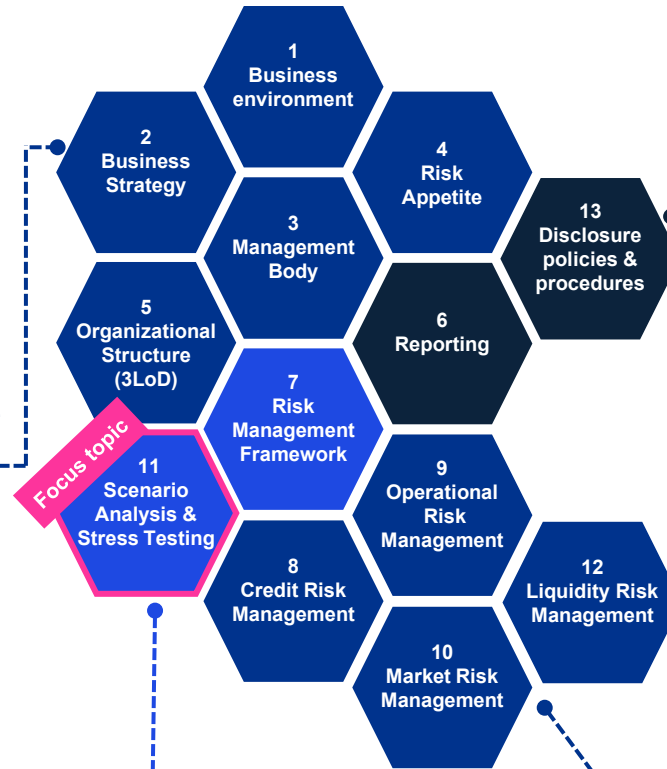 1
Business
environment
2
Business
Strategy
4
Risk
Appetite
3
Management
Body
13
Disclosure
policies &
procedures
5
Organizational
Structure
(3LoD)
6
Reporting
7
Risk
Management
Framework
Focus topic
11
Scenario
Analysis &
Stress Testing
9
Operational
Risk
Management
8
Credit Risk
Management
12
Liquidity Risk
Management
10
Market Risk
Management